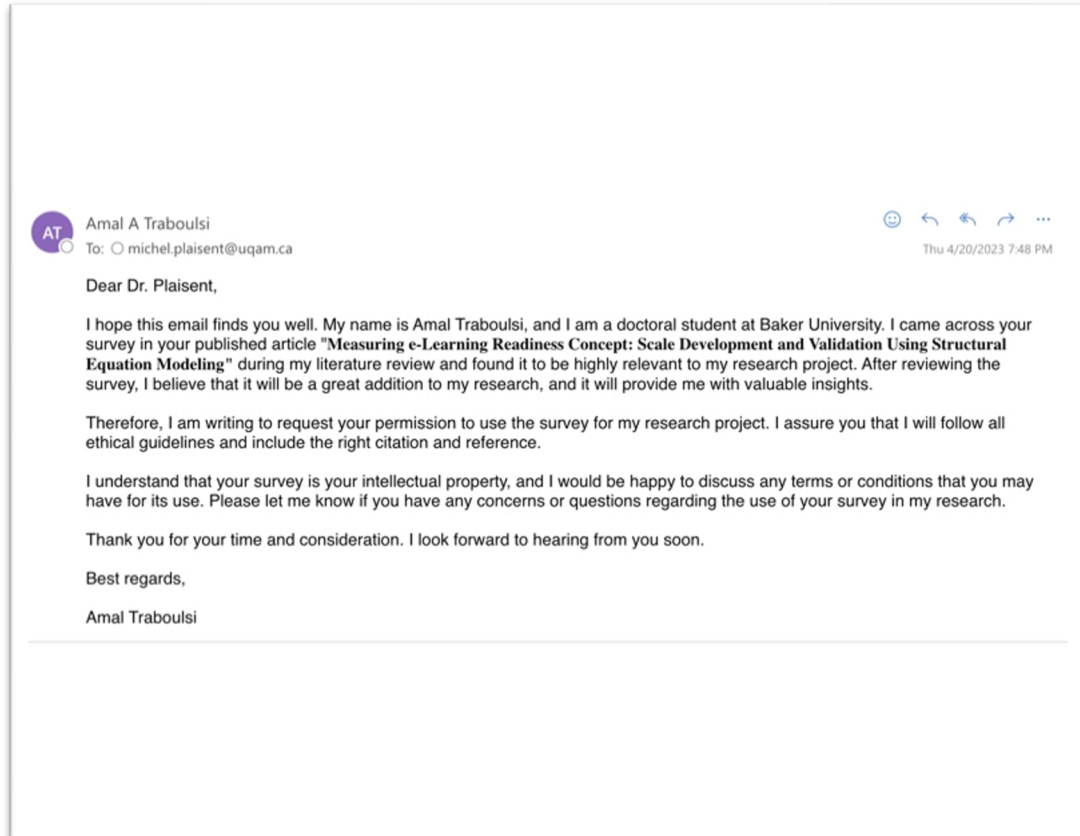 AT
Amal A Traboulsi
To: michel.plaisent@uqam.ca
Thu 4/20/2023 7:48 PM
Dear Dr. Plaisent,
I hope this email finds you well. My name is Amal Traboulsi, and I am a doctoral student at Baker University. I came across your
survey in your published article "Measuring e-Learning Readiness Concept: Scale Development and Validation Using Structural
Equation Modeling" during my literature review and found it to be highly relevant to my research project. After reviewing the
survey, I believe that it will be a great addition to my research, and it will provide me with valuable insights.
Therefore, I am writing to request your permission to use the survey for my research project. I assure you that I will follow all
ethical guidelines and include the right citation and reference.
I understand that your survey is your intellectual property, and I would be happy to discuss any terms or conditions that you may
have for its use. Please let me know if you have any concerns or questions regarding the use of your survey in my research.
Thank you for your time and consideration. I look forward to hearing from you soon.
Best regards,
Amal Traboulsi